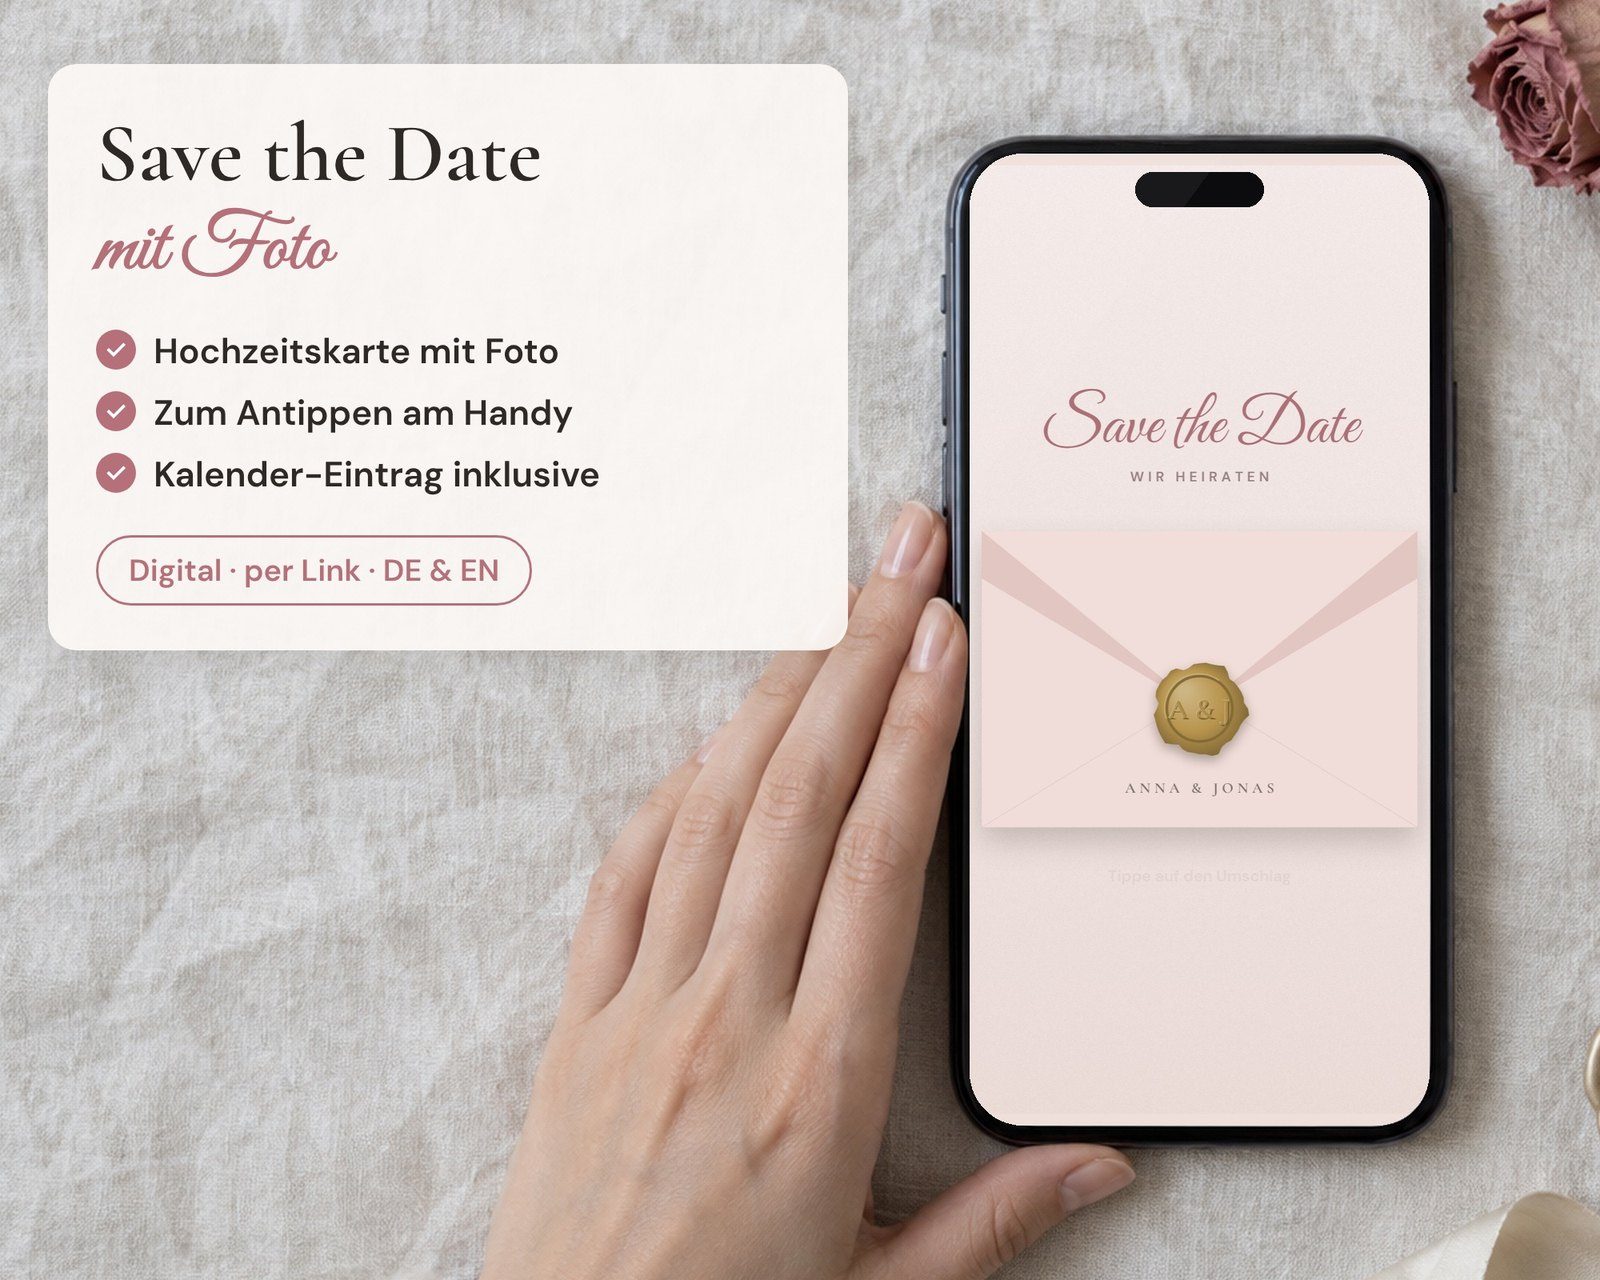 Save the Date
mit Foto
Hochzeitskarte mit Foto
Zum Antippen am Handy
Kalender-Eintrag inklusive
Digital · per Link · DE & EN
Save the Date
WIR HEIRATEN
A & J
ANNA & JONAS
Tippe auf den Umschlag